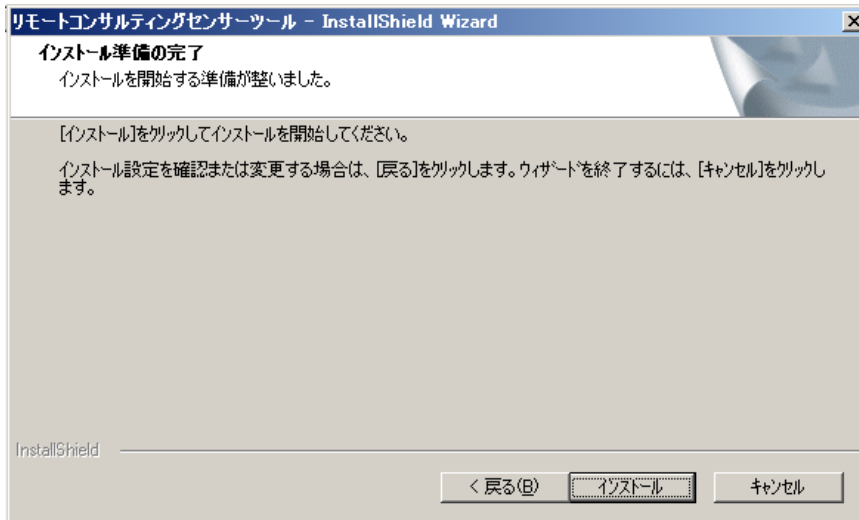 リモートコンサルティングセンサーツール - InstallShield Wizard
インストール準備の完了
インストールを開始する準備が整いました。
[インストール]をクリックしてインストールを開始してください。
インストール設定を確認または変更する場合は、[戻る]をクリックします。ウィザードを終了するには、[キャンセル]をクリックし
ます。
InstallShield
< 戻る(B)
インストール
キャンセル